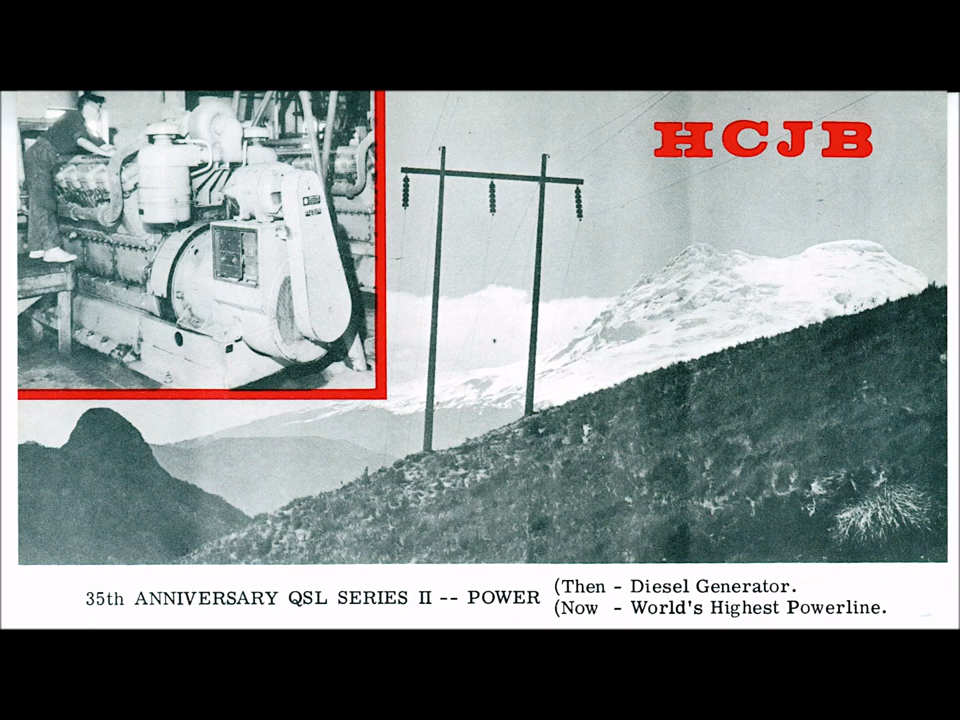 HCJB
35th ANNIVERSARY QSL SERIES II -- POWER
(Then - Diesel Generator.
(Now - World's Highest Powerline.